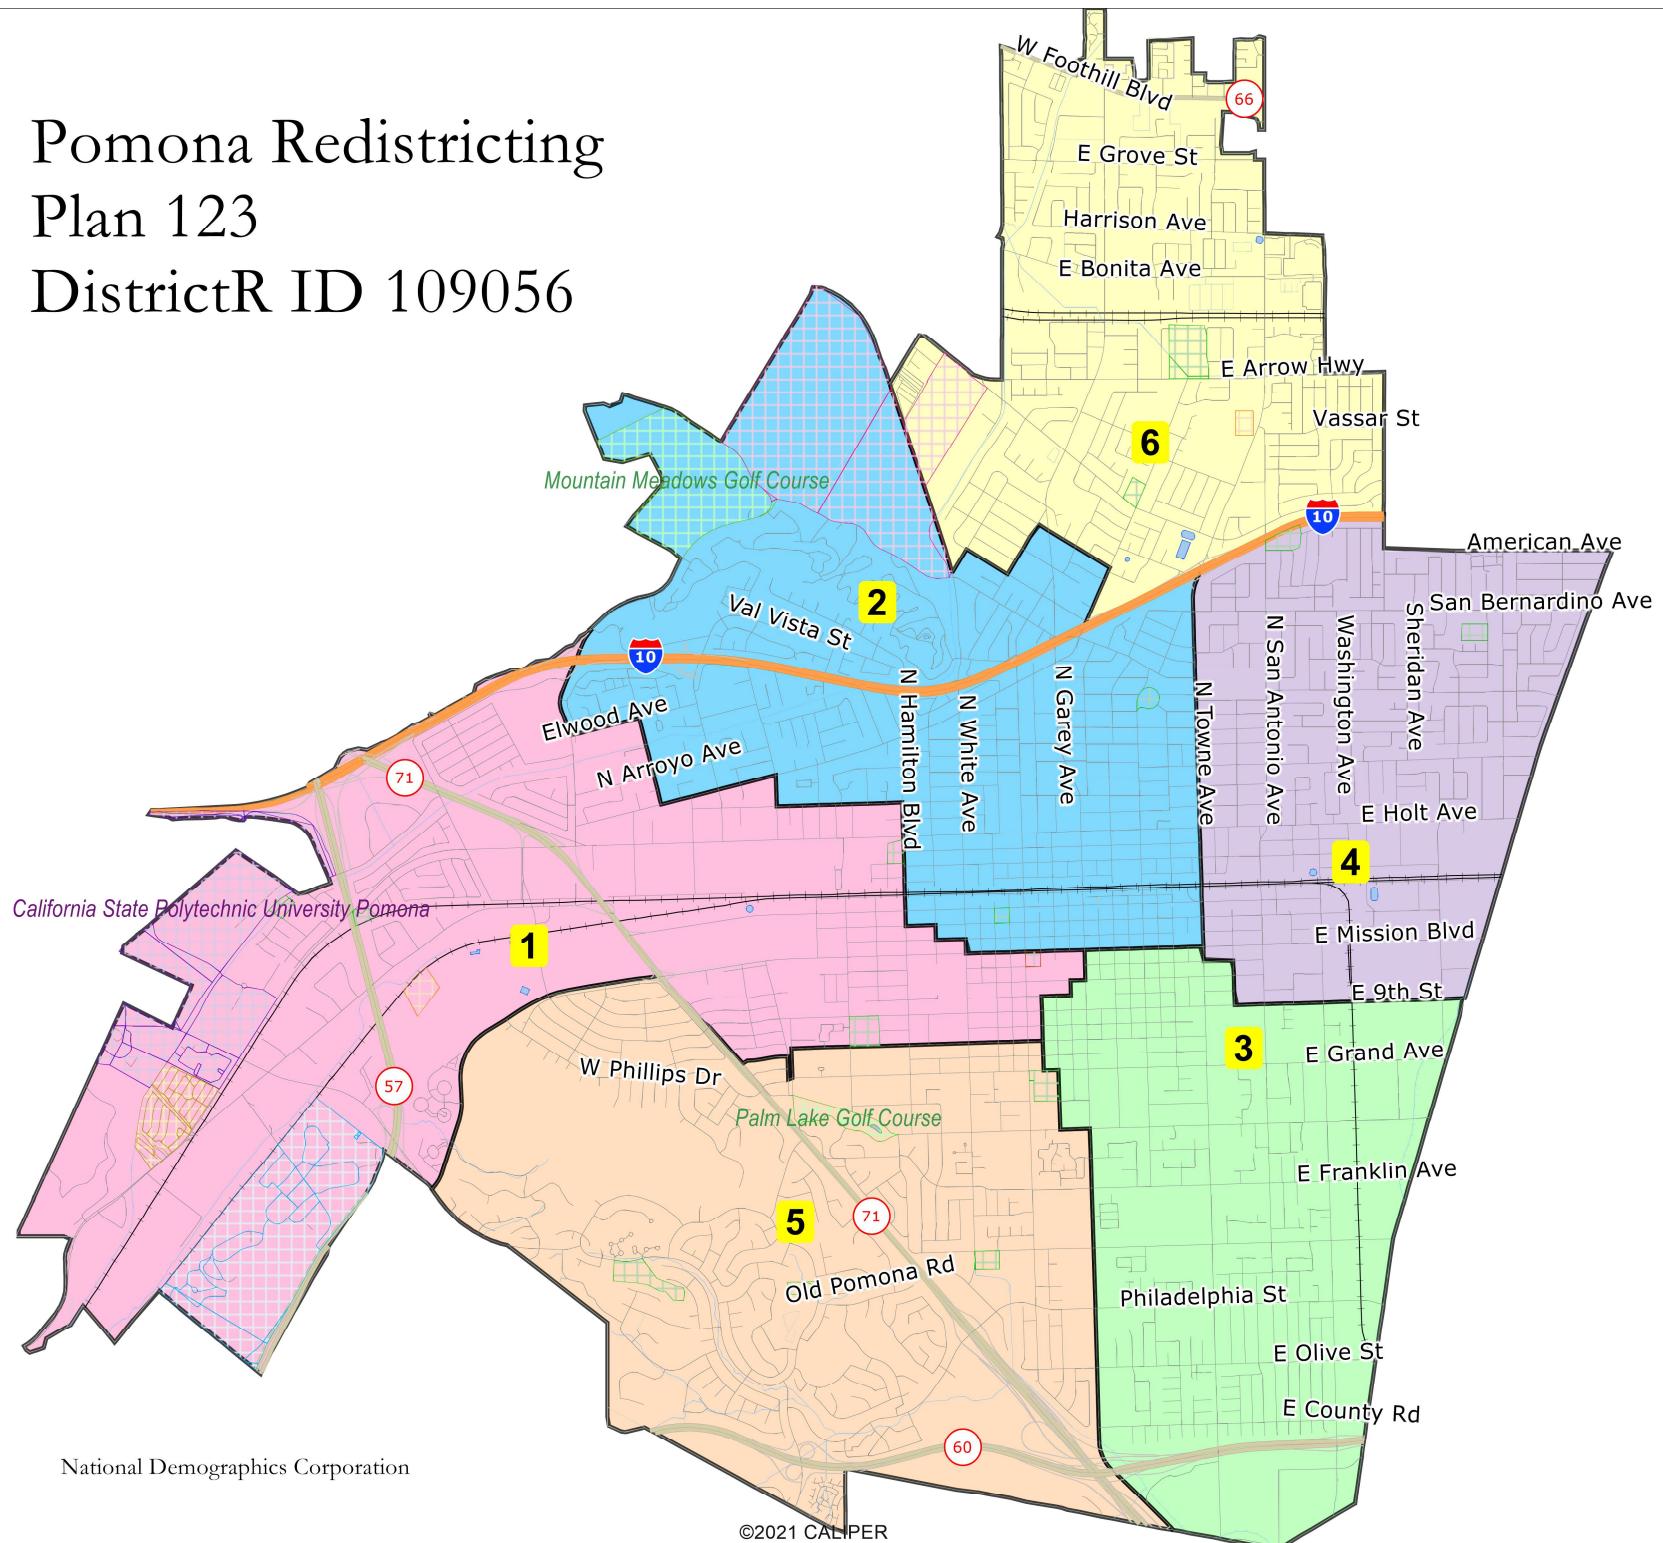 Pomona Redistricting
Plan 123
DistrictR ID 109056
W Foothill Blvd
66
E Grove St
Harrison Ave
E Bonita Ave
E Arrow Hwy
Vassar St
6
Mountain Meadows Golf Course
10
American Ave
San Bernardino Ave
2
Val Vista St
10
Elwood Ave
N Arroyo Ave
N Hamilton Blvd
N White Ave
N Garey Ave
N Towne Ave
N San Antonio Ave
Washington Ave
Sheridan Ave
71
E Holt Ave
4
California State Polytechnic University Pomona
1
E Mission Blvd
E 9th St
3
E Grand Ave
W Phillips Dr
57
Palm Lake Golf Course
E Franklin Ave
5
71
Old Pomona Rd
Philadelphia St
E Olive St
E County Rd
60
National Demographics Corporation
©2021 CALIPER